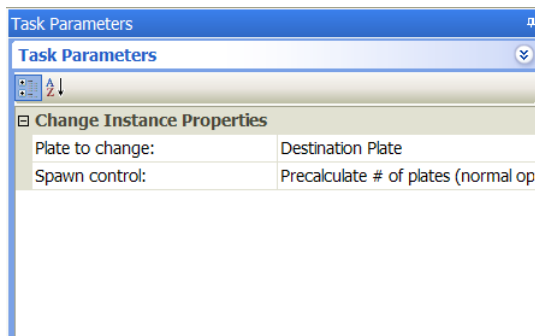 Task Parameters
Task Parameters
Change Instance Properties
Plate to change: Destination Plate
Spawn control: Precalculate # of plates (normal op